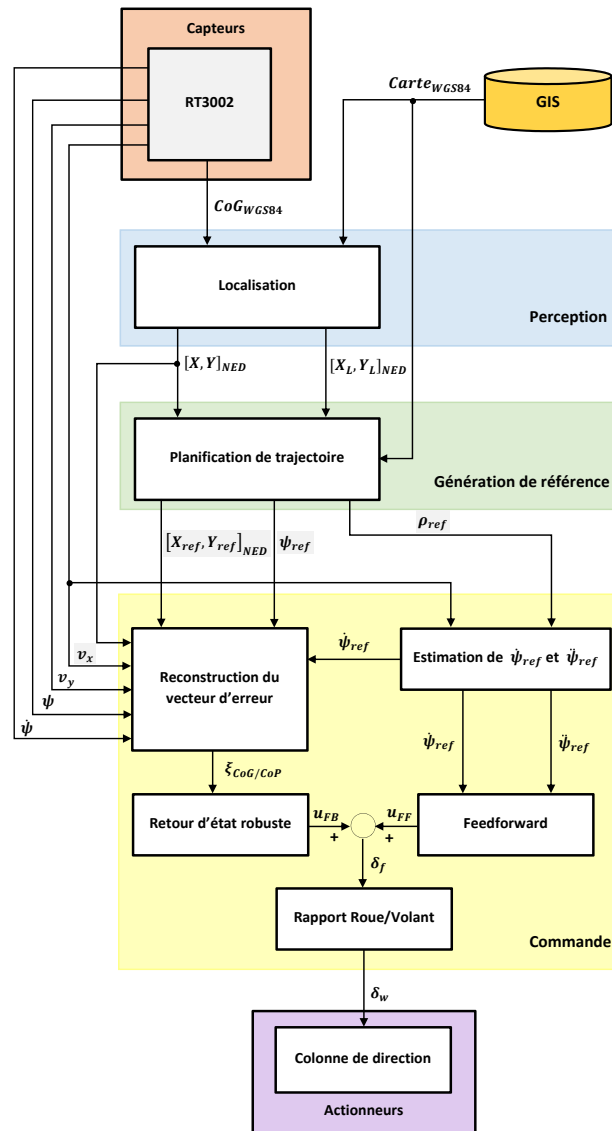 Capteurs
RT3002
Carte_WGS84
GIS
CoG_WGS84
Localisation
Perception
[X, Y]_NED
[X_L, Y_L]_NED
Planification de trajectoire
Génération de référence
ρ_ref
[X_ref, Y_ref]_NED
ψ_ref
v_x
v_y
ψ
ψ̇
Reconstruction du
vecteur d'erreur
ψ̇_ref
Estimation de ψ̇_ref et ψ̈_ref
ψ̇_ref
ψ̈_ref
ξ_CoG/CoP
Retour d'état robuste
u_FB
+
u_FF
+
Feedforward
δ_f
Rapport Roue/Volant
Commande
δ_w
Colonne de direction
Actionneurs